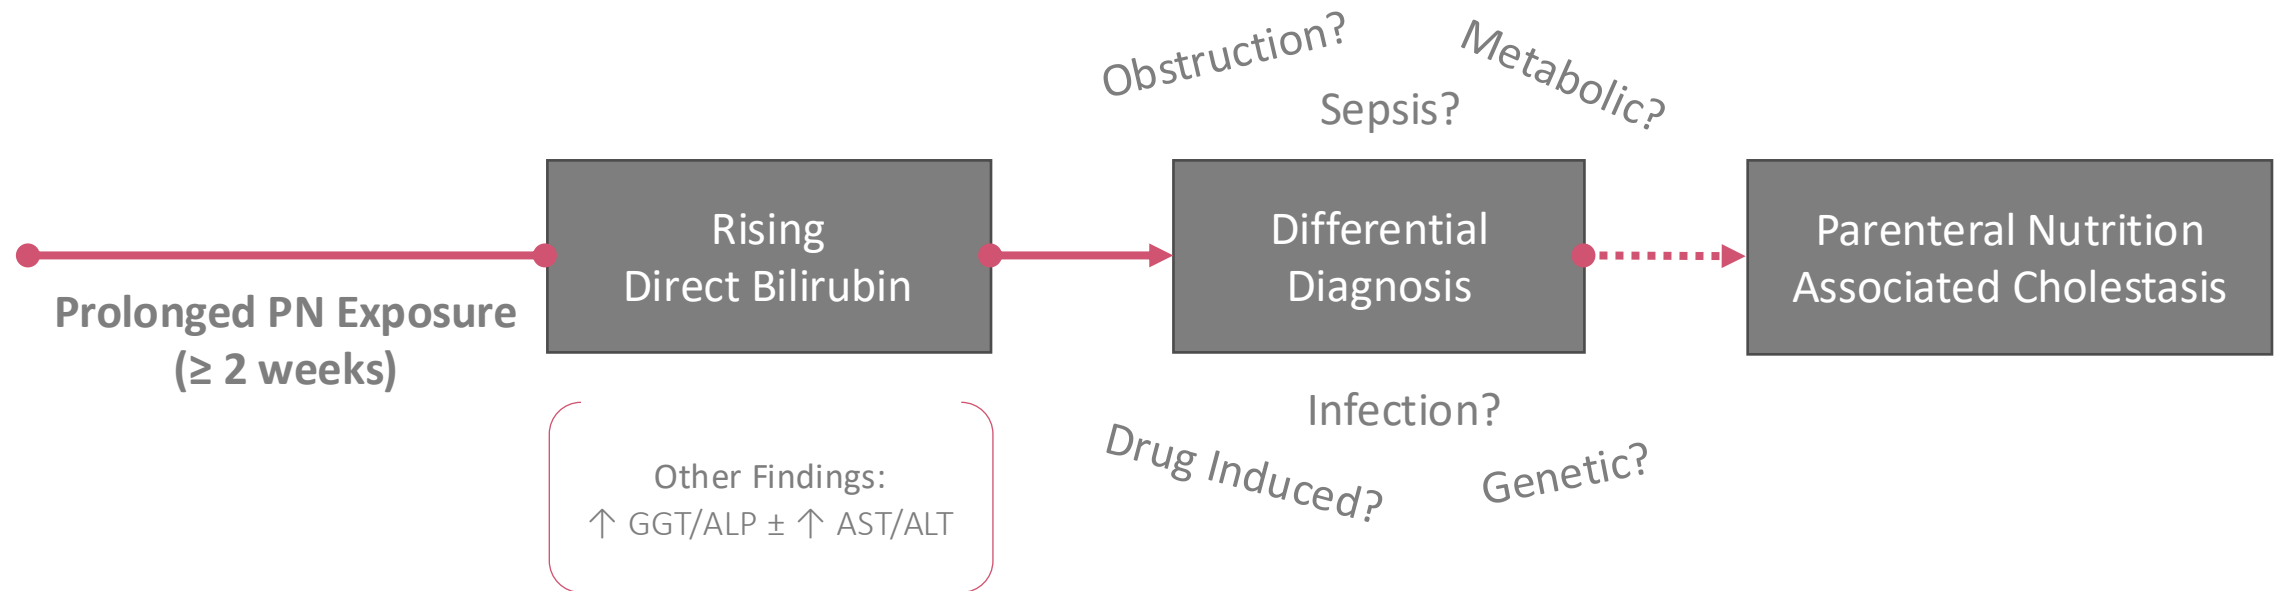 Obstruction?
Metabolic?
Sepsis?
Prolonged PN Exposure
(≥ 2 weeks)
Rising
Direct Bilirubin
Differential
Diagnosis
Parenteral Nutrition
Associated Cholestasis
Other Findings:
↑ GGT/ALP ± ↑ AST/ALT
Infection?
Drug Induced?
Genetic?